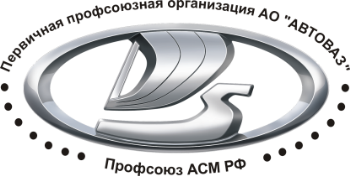 Первичная профсоюзная организация АО "АВТОВАЗ"
Профсоюз АСМ РФ